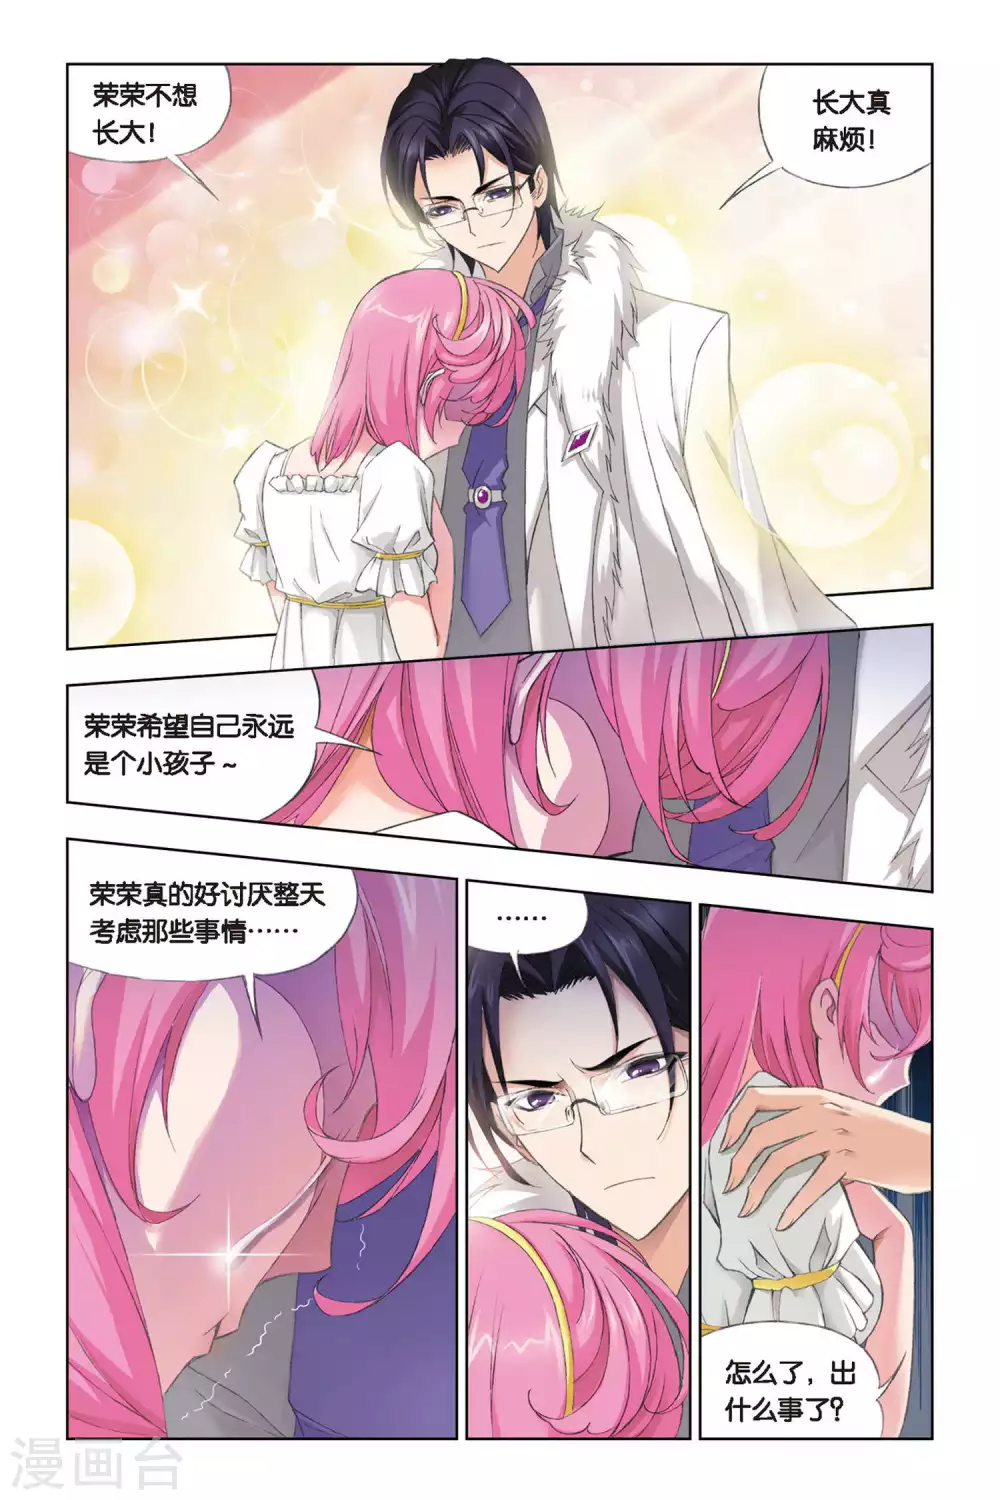 荣荣不想
长大！
长大真
麻烦！
荣荣希望自己永远
是个小孩子～
荣荣真的好讨厌整天
考虑那些事情……
……
怎么了，出
什么事了？
漫画台